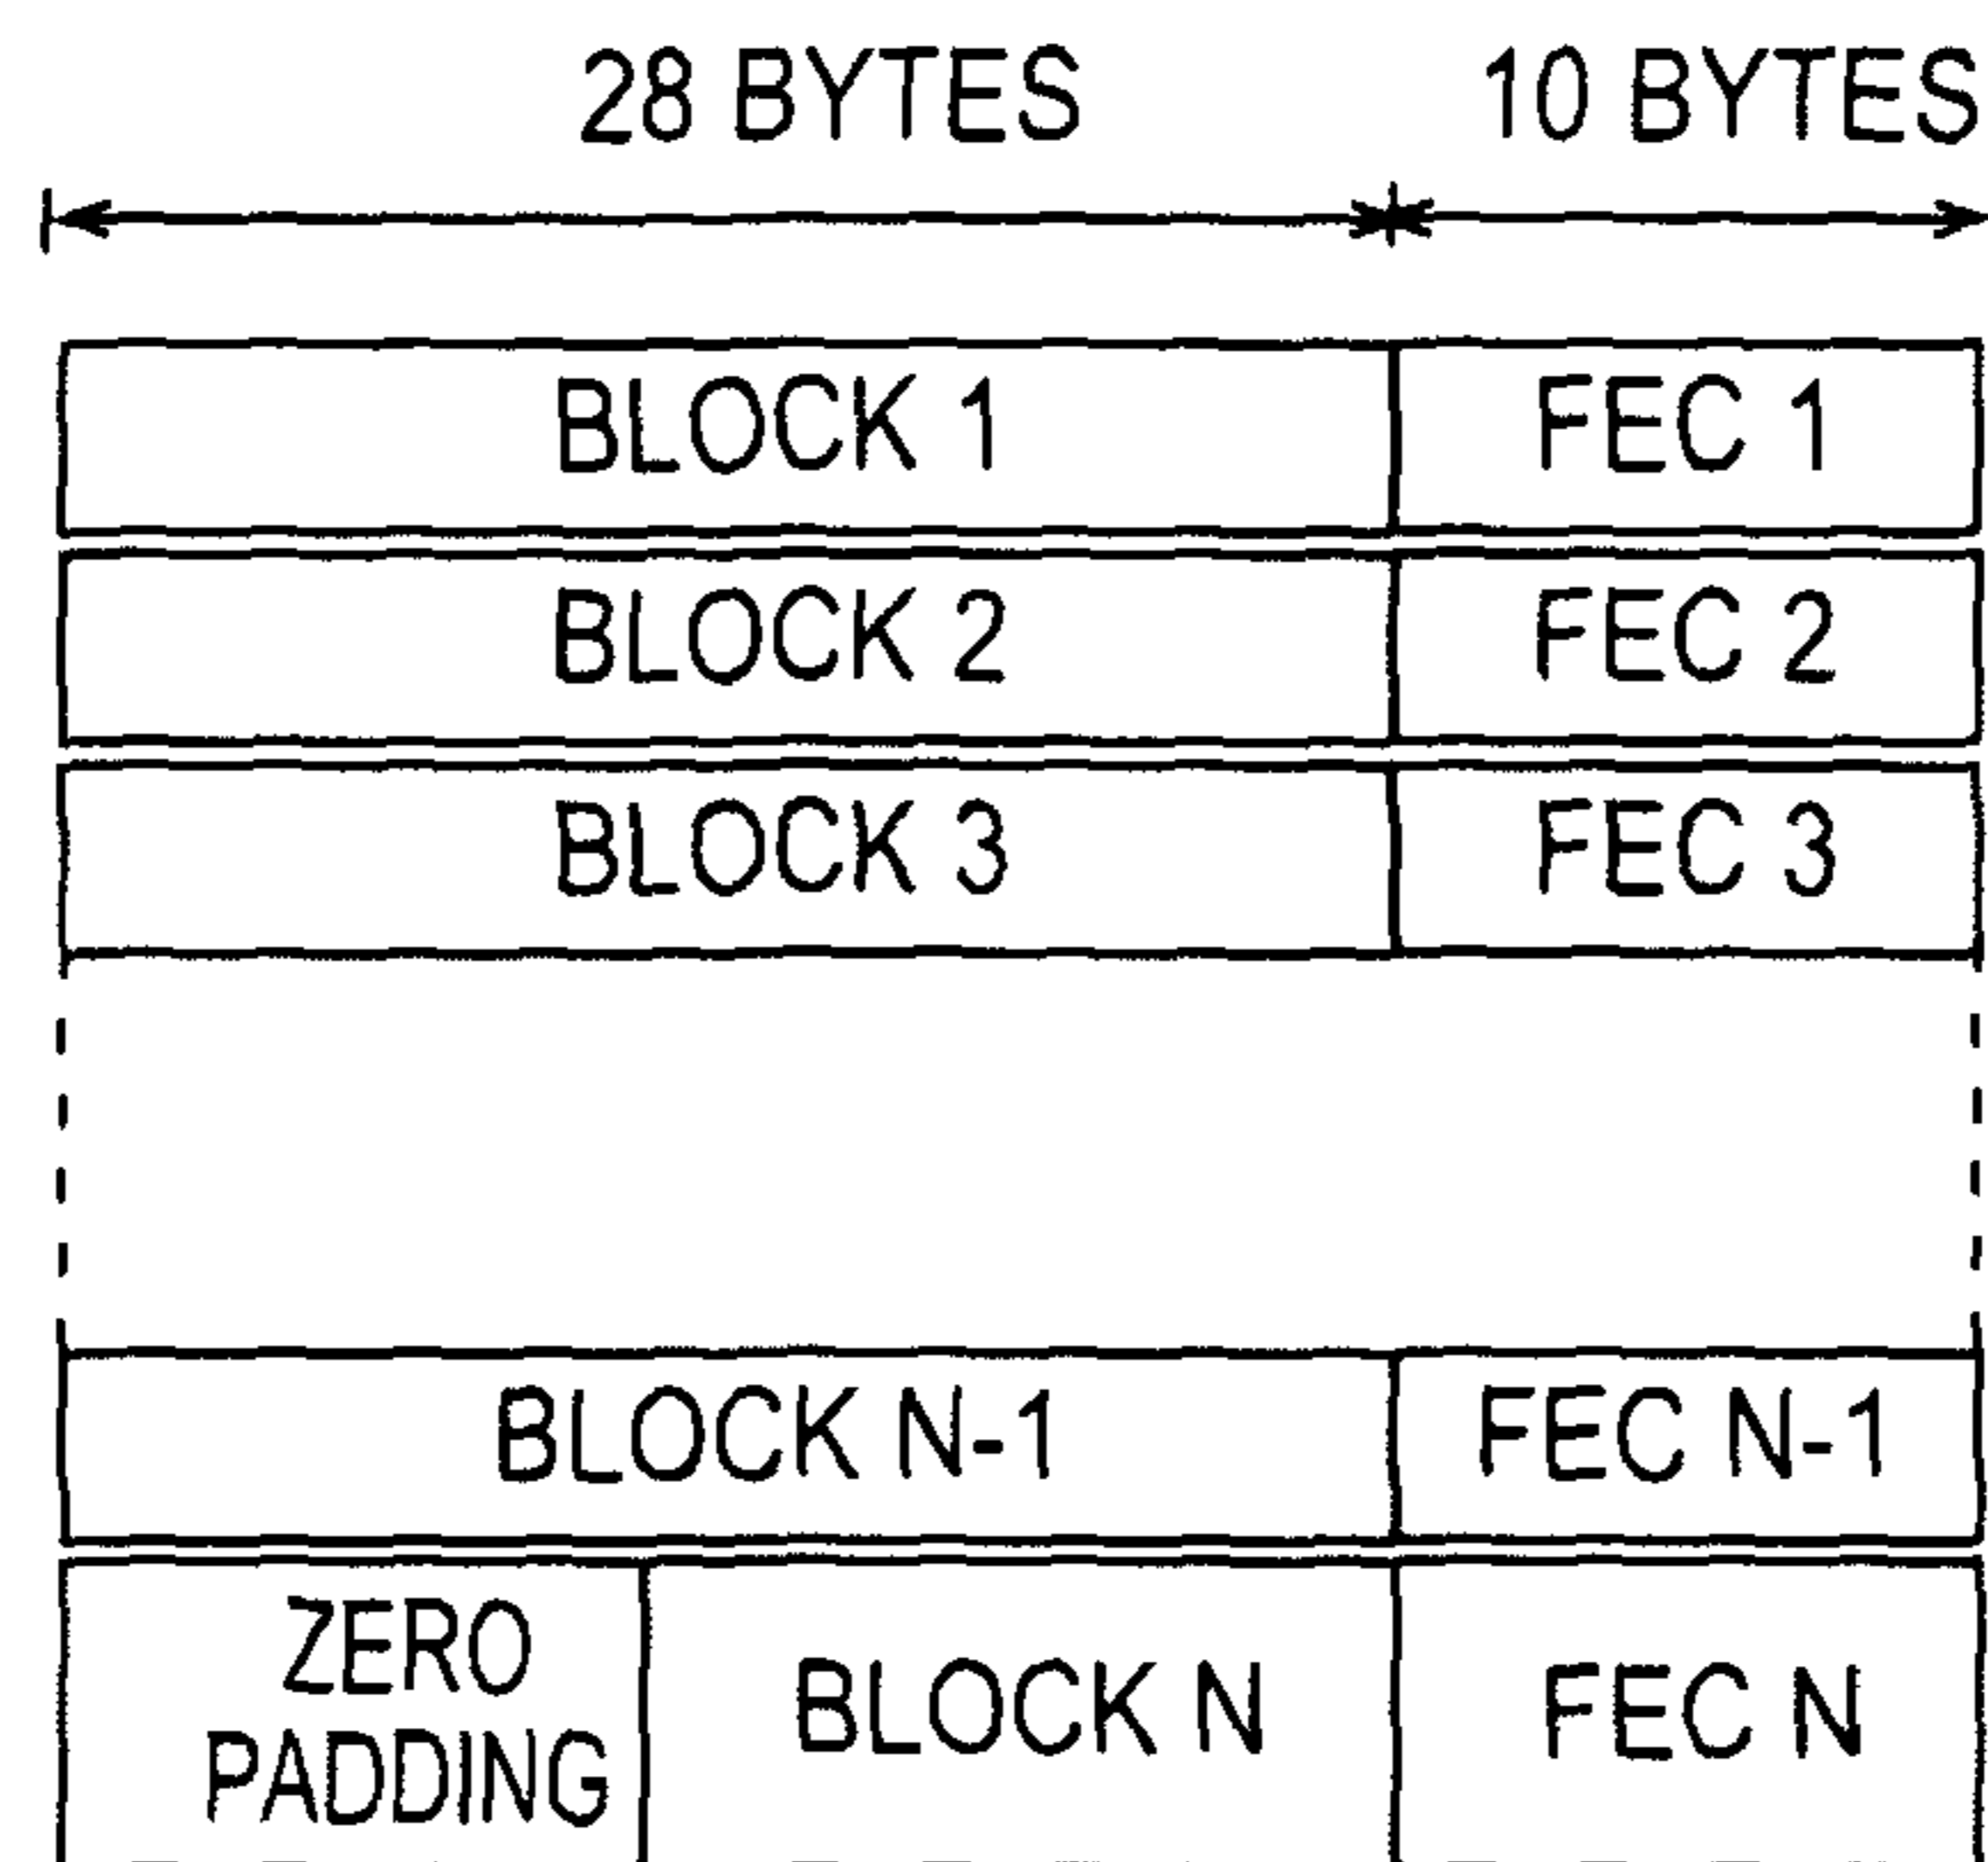 28 BYTES 10 BYTES
BLOCK 1 FEC 1
BLOCK 2 FEC 2
BLOCK 3 FEC 3
BLOCK N-1 FEC N-1
ZERO
PADDING
BLOCK N FEC N